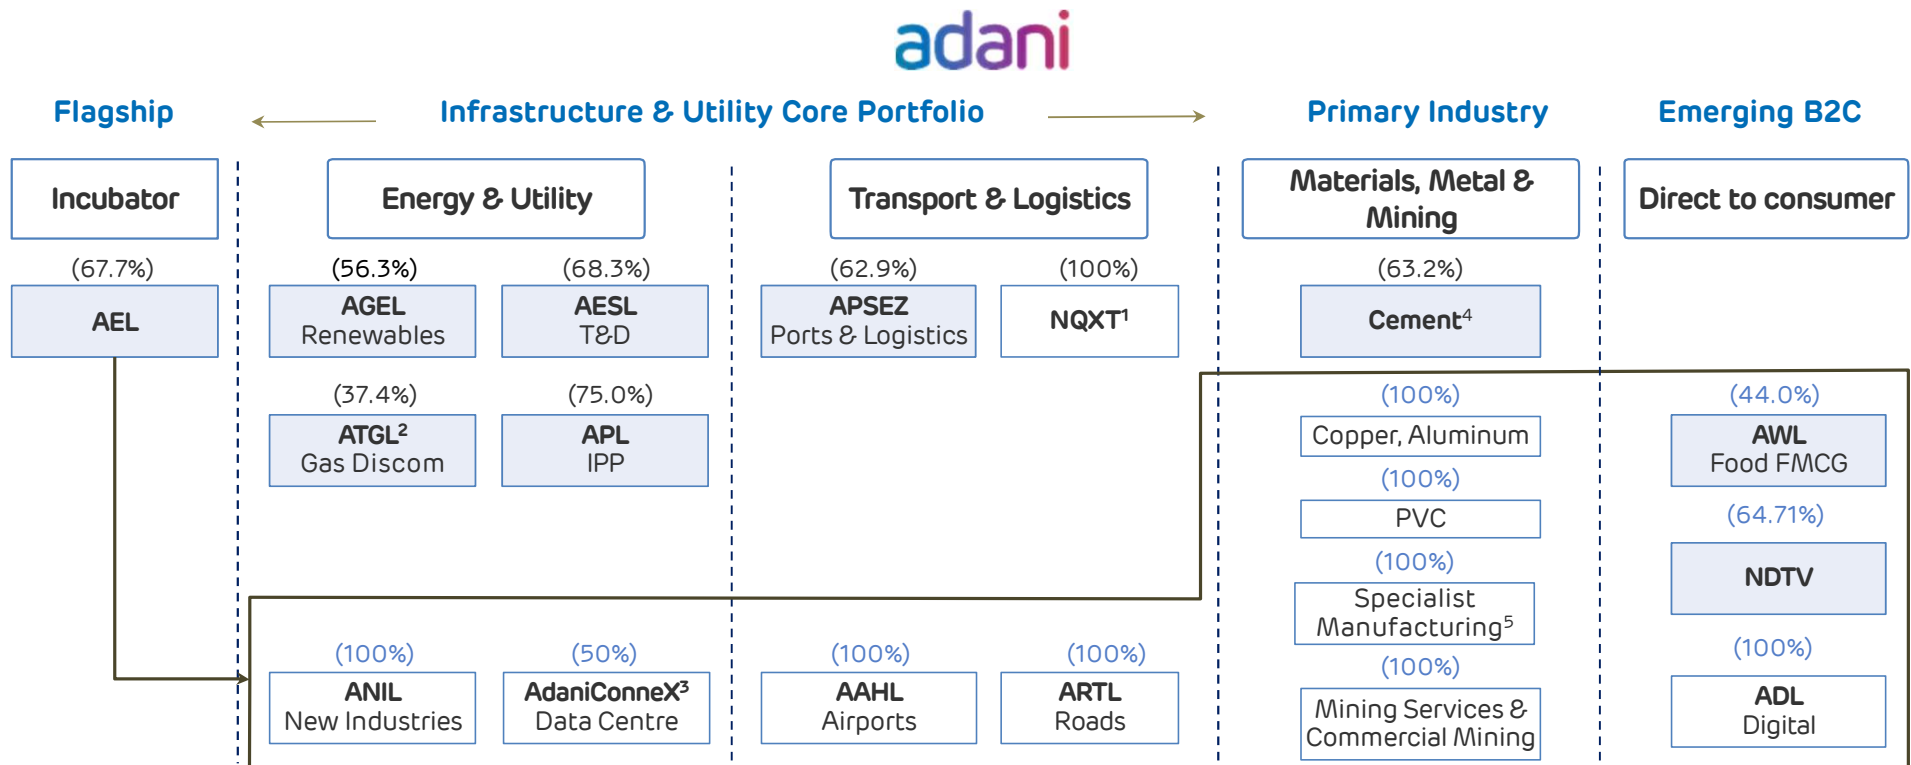 adani
Flagship
Infrastructure & Utility Core Portfolio
Primary Industry
Emerging B2C
Incubator
Energy & Utility
Transport & Logistics
Materials, Metal &
Mining
Direct to consumer
(67.7%)
AEL
(56.3%)
AGEL
Renewables
(68.3%)
AESL
T&D
(62.9%)
APSEZ
Ports & Logistics
(100%)
NQXT¹
(63.2%)
Cement⁴
(37.4%)
ATGL²
Gas Discom
(75.0%)
APL
IPP
(100%)
Copper, Aluminum
(100%)
PVC
(100%)
Specialist
Manufacturing⁵
(100%)
Mining Services &
Commercial Mining
(44.0%)
AWL
Food FMCG
(64.71%)
NDTV
(100%)
ADL
Digital
(100%)
ANIL
New Industries
(50%)
AdaniConneX³
Data Centre
(100%)
AAHL
Airports
(100%)
ARTL
Roads